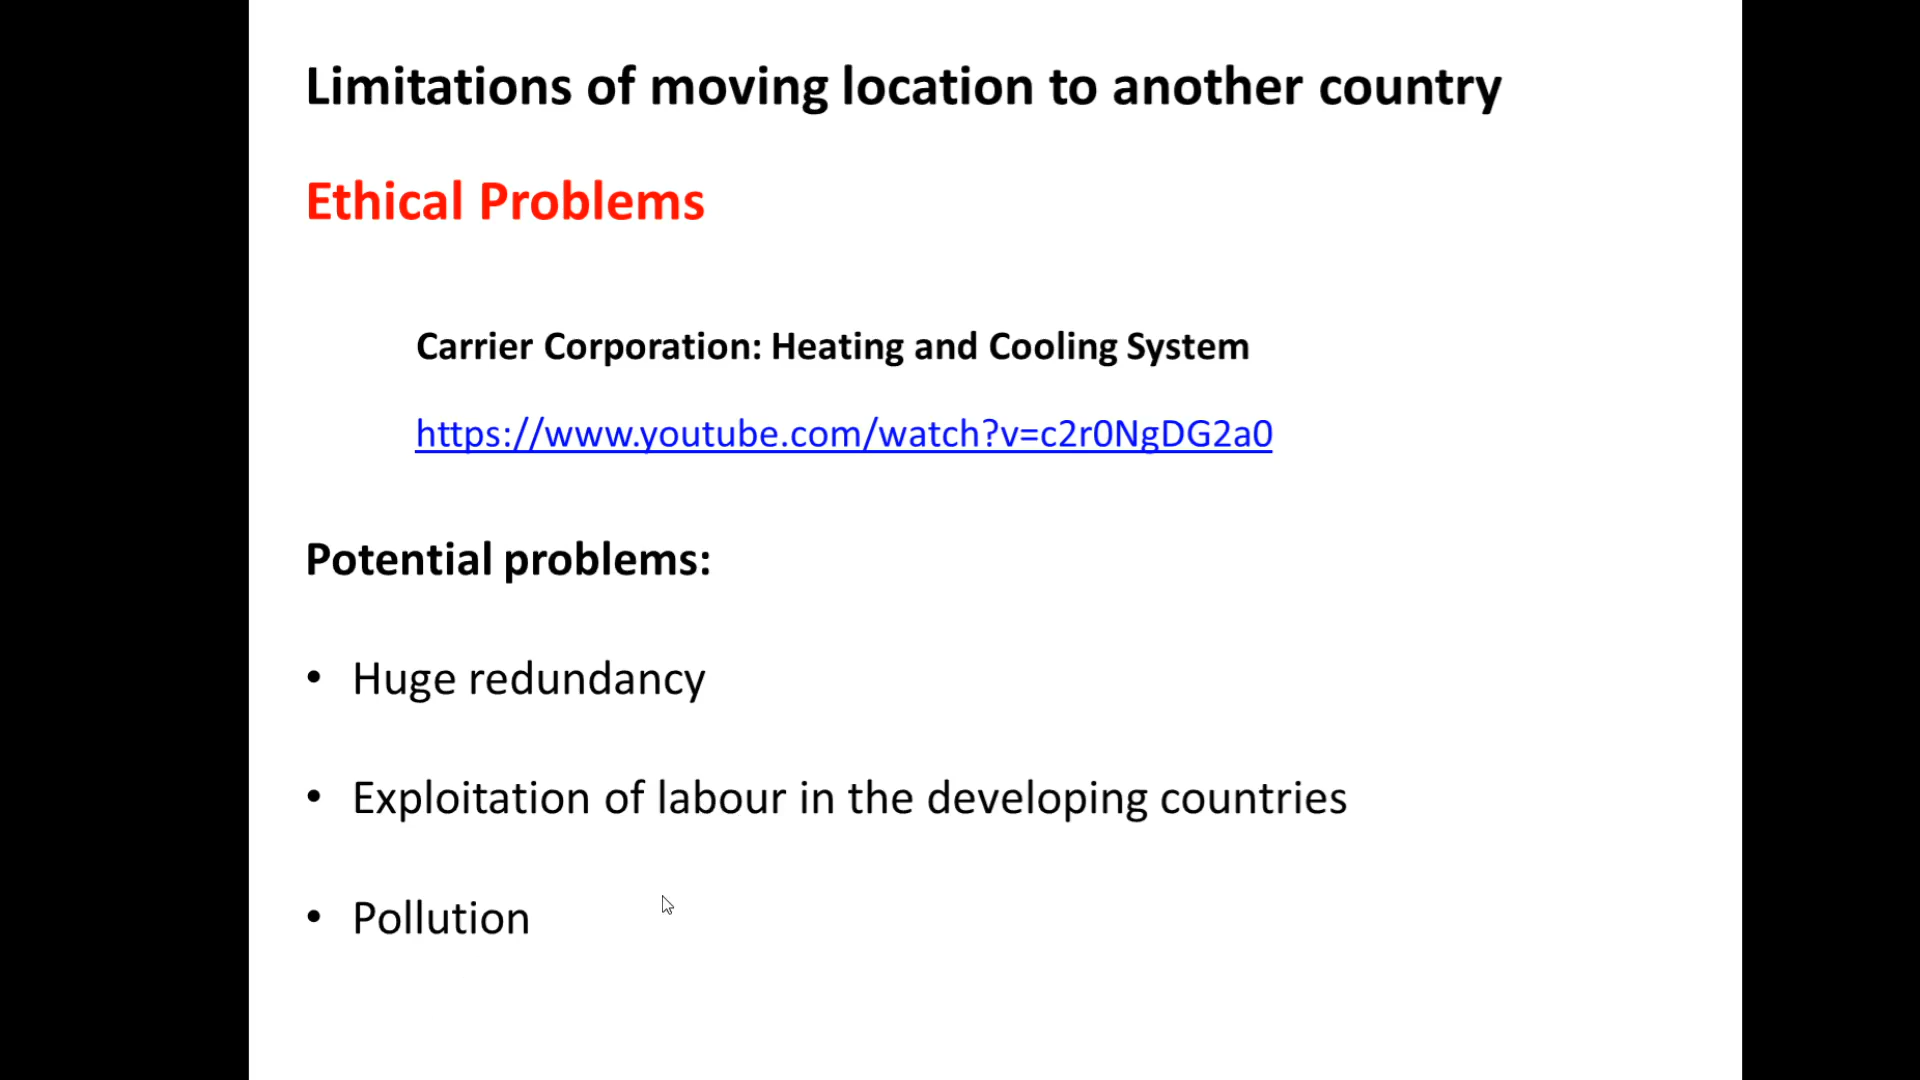 Limitations of moving location to another country
Ethical Problems
Carrier Corporation: Heating and Cooling System
https://www.youtube.com/watch?v=c2r0NgDG2a0
Potential problems:
• Huge redundancy
• Exploitation of labour in the developing countries
• Pollution